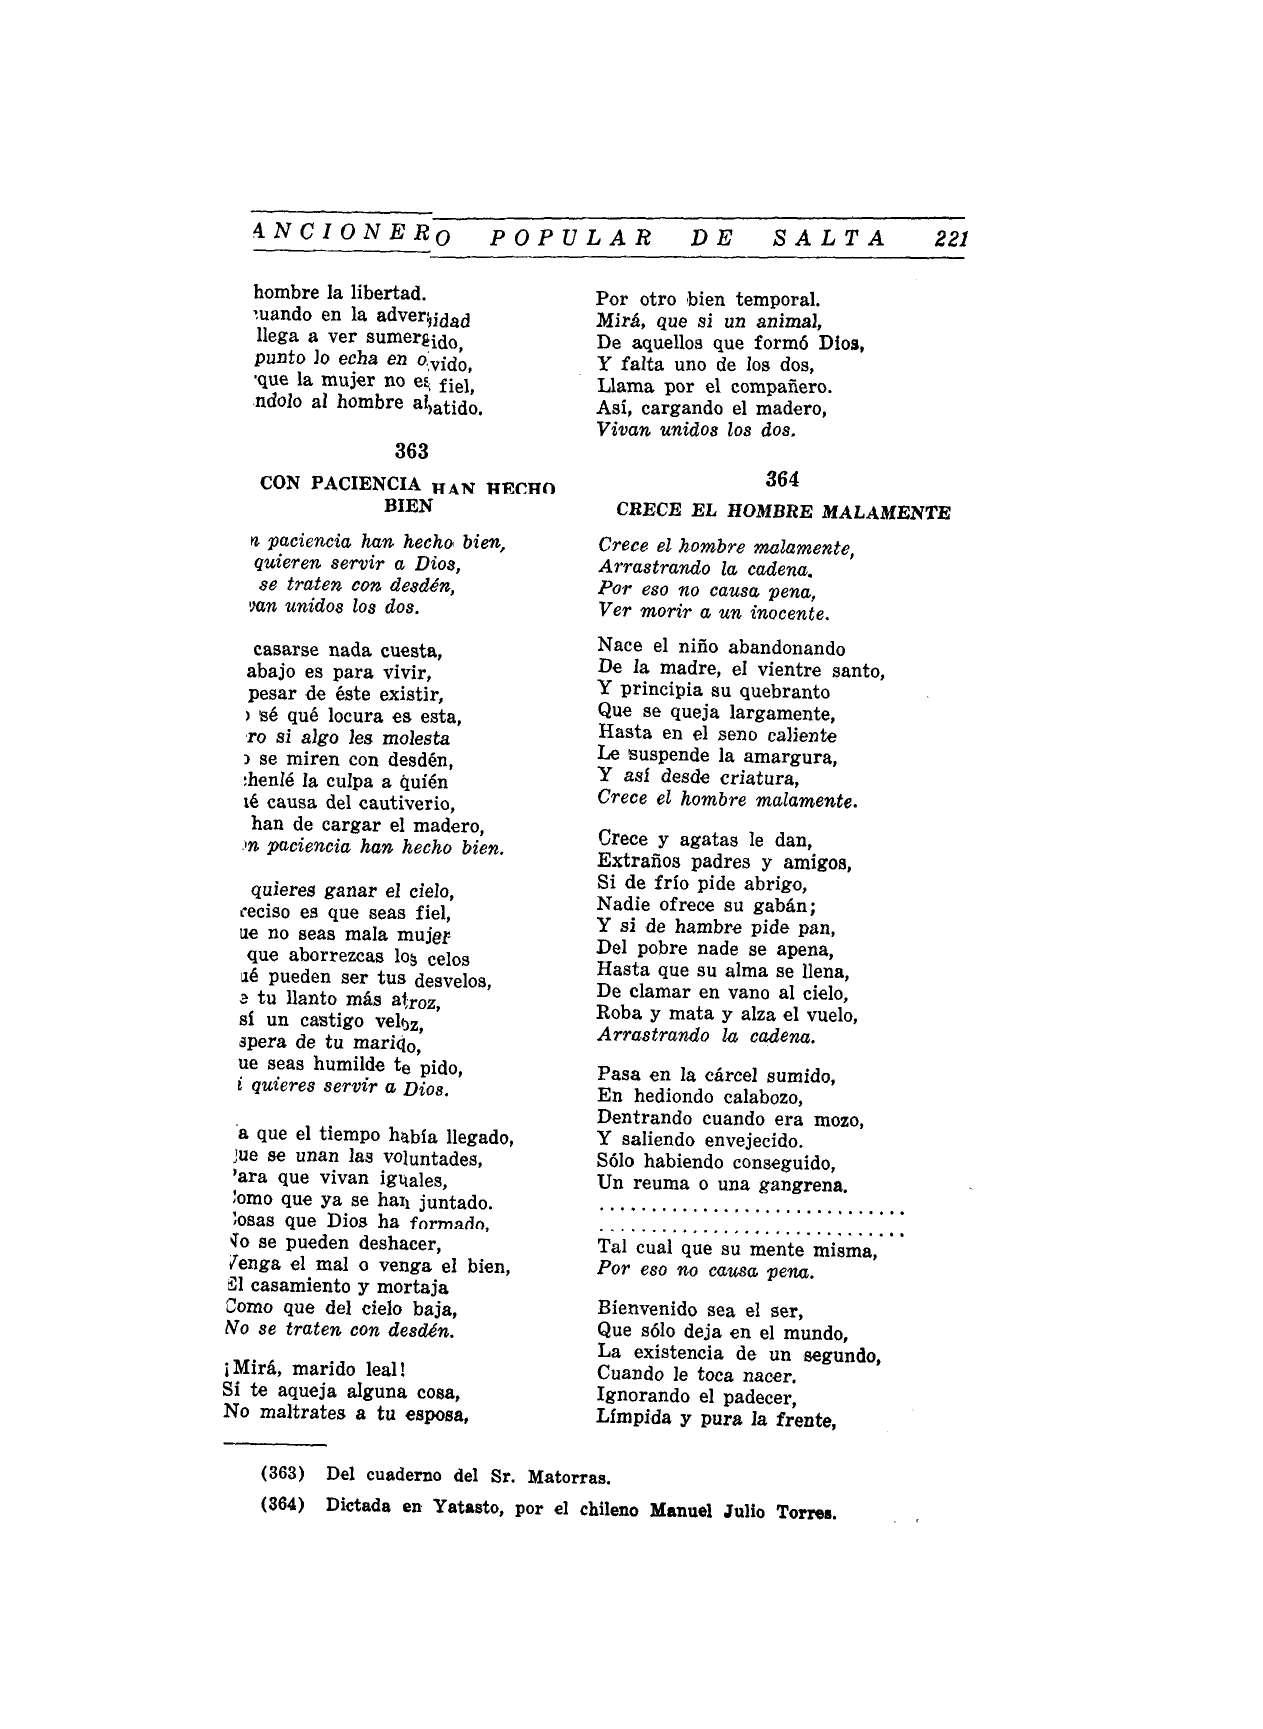 ANCIONERO POPULAR DE SALTA 221
hombre la libertad.
uando en la adversidad
llega a ver sumergido,
punto lo echa en olvido,
que la mujer no es fiel,
ndolo al hombre abatido.
363
CON PACIENCIA HAN HECHO
BIEN
n paciencia han hecho bien,
quieren servir a Dios,
se traten con desdén,
van unidos los dos.
casarse nada cuesta,
abajo es para vivir,
pesar de éste existir,
sé qué locura es esta,
ro si algo les molesta
se miren con desdén,
henlé la culpa a quién
é causa del cautiverio,
han de cargar el madero,
n paciencia han hecho bien.
quieres ganar el cielo,
reciso es que seas fiel,
ue no seas mala mujer
que aborrezcas los celos
ué pueden ser tus desvelos,
e tu llanto más atroz,
sí un castigo veloz,
spera de tu marido,
ue seas humilde te pido,
i quieres servir a Dios.
a que el tiempo había llegado,
ue se unan las voluntades,
ara que vivan iguales,
omo que ya se han juntado.
osas que Dios ha formado,
No se pueden deshacer,
Venga el mal o venga el bien,
El casamiento y mortaja
Como que del cielo baja,
No se traten con desdén.
¡Mirá, marido leal!
Si te aqueja alguna cosa,
No maltrates a tu esposa,
Por otro bien temporal.
Mirá, que si un animal,
De aquellos que formó Dios,
Y falta uno de los dos,
Llama por el compañero.
Así, cargando el madero,
Vivan unidos los dos.
364
CRECE EL HOMBRE MALAMENTE
Crece el hombre malamente,
Arrastrando la cadena.
Por eso no causa pena,
Ver morir a un inocente.
Nace el niño abandonando
De la madre, el vientre santo,
Y principia su quebranto
Que se queja largamente,
Hasta en el seno caliente
Le suspende la amargura,
Y así desde criatura,
Crece el hombre malamente.
Crece y agatas le dan,
Extraños padres y amigos,
Si de frío pide abrigo,
Nadie ofrece su gabán;
Y si de hambre pide pan,
Del pobre nade se apena,
Hasta que su alma se llena,
De clamar en vano al cielo,
Roba y mata y alza el vuelo,
Arrastrando la cadena.
Pasa en la cárcel sumido,
En hediondo calabozo,
Dentrando cuando era mozo,
Y saliendo envejecido.
Sólo habiendo conseguido,
Un reuma o una gangrena.
..............................
..............................
Tal cual que su mente misma,
Por eso no causa pena.
Bienvenido sea el ser,
Que sólo deja en el mundo,
La existencia de un segundo,
Cuando le toca nacer.
Ignorando el padecer,
Límpida y pura la frente,
(363) Del cuaderno del Sr. Matorras.
(364) Dictada en Yatasto, por el chileno Manuel Julio Torres.